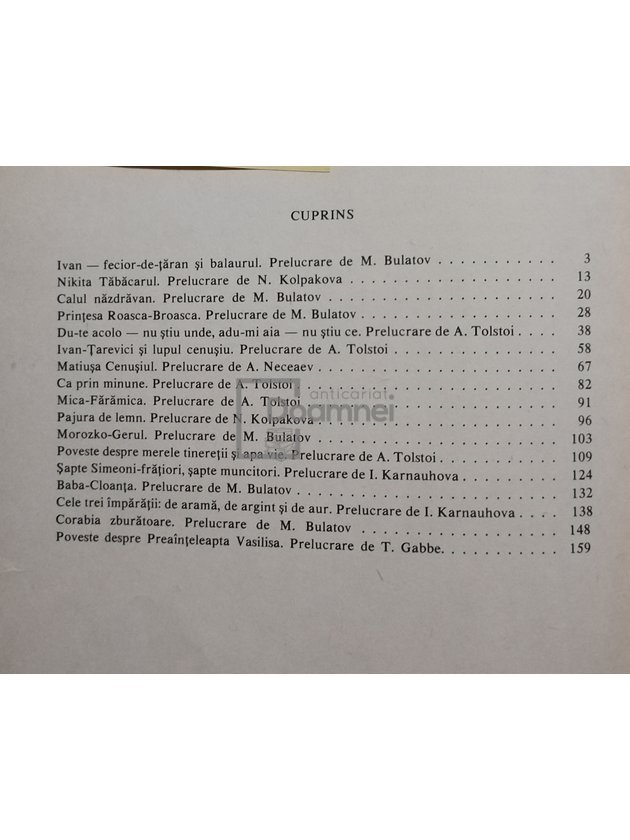 CUPRINS
Ivan — fecior-de-țăran și balaurul. Prelucrare de M. Bulatov . . . . . . . . . . . 3
Nikita Tăbăcarul. Prelucrare de N. Kolpakova . . . . . . . . . . . . . . . . . . . 13
Calul năzdrăvan. Prelucrare de M. Bulatov . . . . . . . . . . . . . . . . . . . . . 20
Prințesa Roasca-Broasca. Prelucrare de M. Bulatov . . . . . . . . . . . . . . . . . . 28
Du-te acolo — nu știu unde, adu-mi aia — nu știu ce. Prelucrare de A. Tolstoi . . . . 38
Ivan-Țarevici și lupul cenușiu. Prelucrare de A. Tolstoi . . . . . . . . . . . . . . . 58
Matiușa Cenușiul. Prelucrare de A. Neceaev . . . . . . . . . . . . . . . . . . . . . 67
Ca prin minune. Prelucrare de A. Tolstoi . . . . . . . . . . . . . . . . . . . . . . 82
Mica-Fărămica. Prelucrare de A. Tolstoi . . . . . . . . . . . . . . . . . . . . . . 91
Pajura de lemn. Prelucrare de N. Kolpakova . . . . . . . . . . . . . . . . . . . . . 96
Morozko-Gerul. Prelucrare de M. Bulatov . . . . . . . . . . . . . . . . . . . . . . 103
Poveste despre merele tinereții și apa vie. Prelucrare de A. Tolstoi . . . . . . . . . . 109
Șapte Simeoni-frățiori, șapte muncitori. Prelucrare de I. Karnauhova . . . . . . . . . 124
Baba-Cloanța. Prelucrare de M. Bulatov . . . . . . . . . . . . . . . . . . . . . . . 132
Cele trei împărății: de aramă, de argint și de aur. Prelucrare de I. Karnauhova . . . . 138
Corabia zburătoare. Prelucrare de M. Bulatov . . . . . . . . . . . . . . . . . . . . 148
Poveste despre Preaînțeleapta Vasilisa. Prelucrare de T. Gabbe. . . . . . . . . . . . 159
anticariat
Doamnei